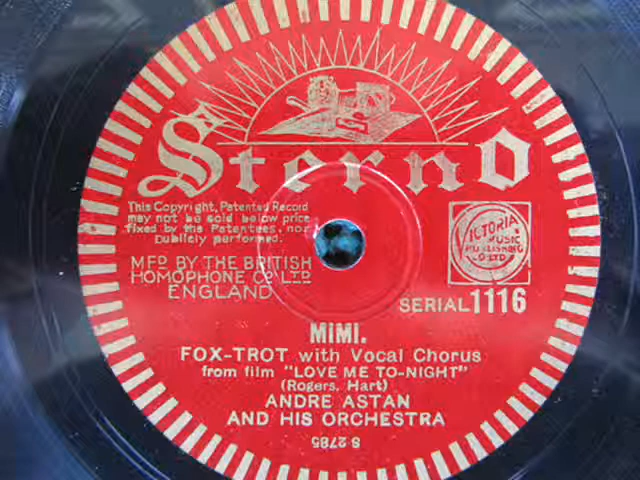 Sterno
This Copyright, Patented Record
may not be sold below price
fixed by the Patentees, nor
publicly performed.
MFD BY THE BRITISH
HOMOPHONE CO LTD
ENGLAND
VICTORIA
MUSIC
PUBLISHING
CO LTD
SERIAL 1116
MIMI.
FOX-TROT with Vocal Chorus
from film "LOVE ME TO-NIGHT"
(Rogers, Hart)
ANDRE ASTAN
AND HIS ORCHESTRA
S 2785